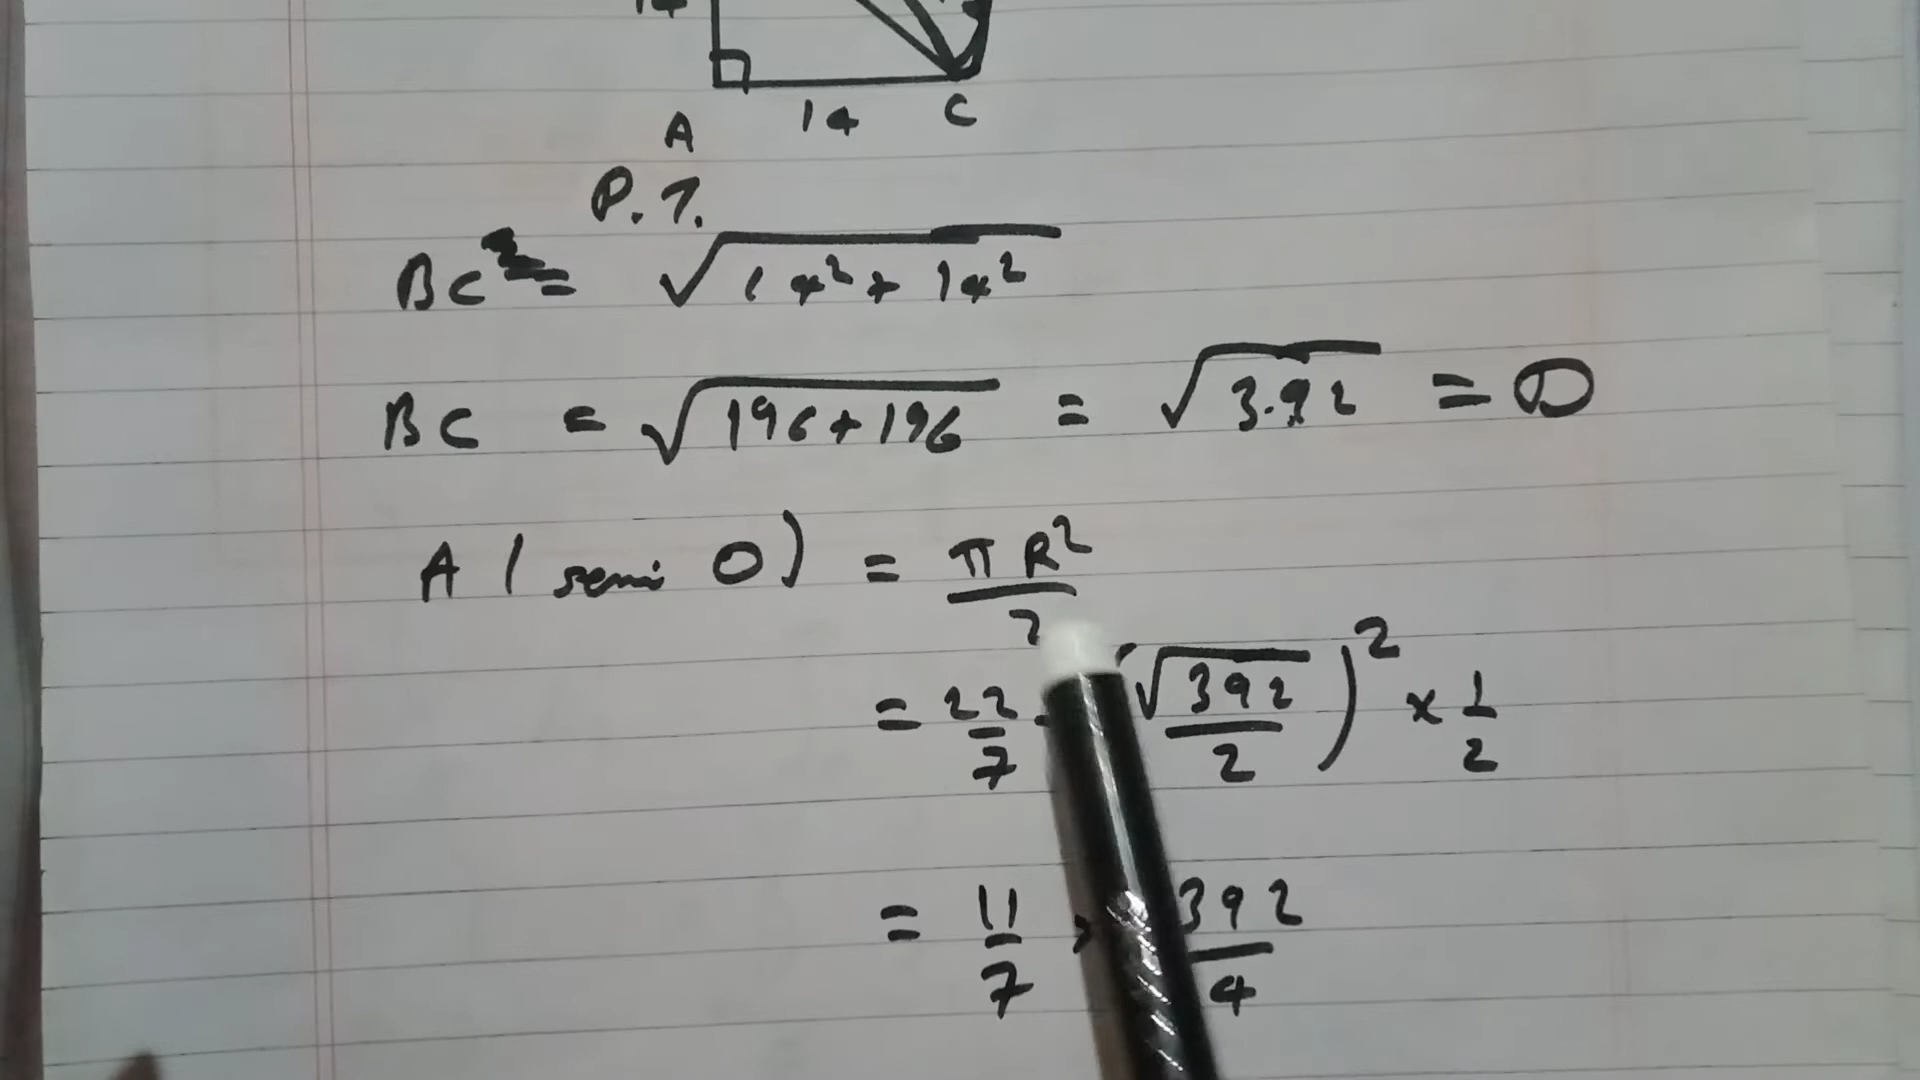 14 C
A
P.T.
BC = √(14² + 14²)
BC = √(196 + 196) = √392 = D
A (semi O) = πR²/2
= 22/7 (√392/2)² × 1/2
= 11/7 × 392/4